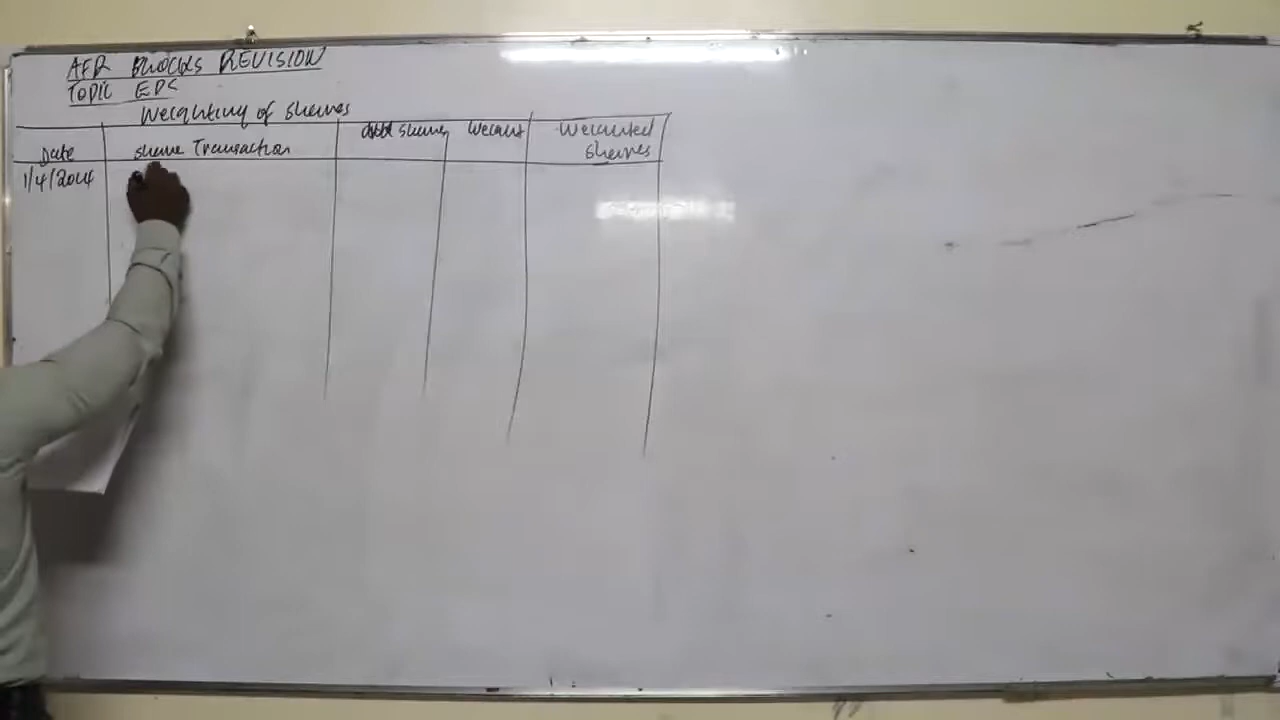 AFR BLOCKS REVISION
TOPIC EPS
Weighting of shares
Date Share Transaction shares Weight Weighted shares
1/4/2014